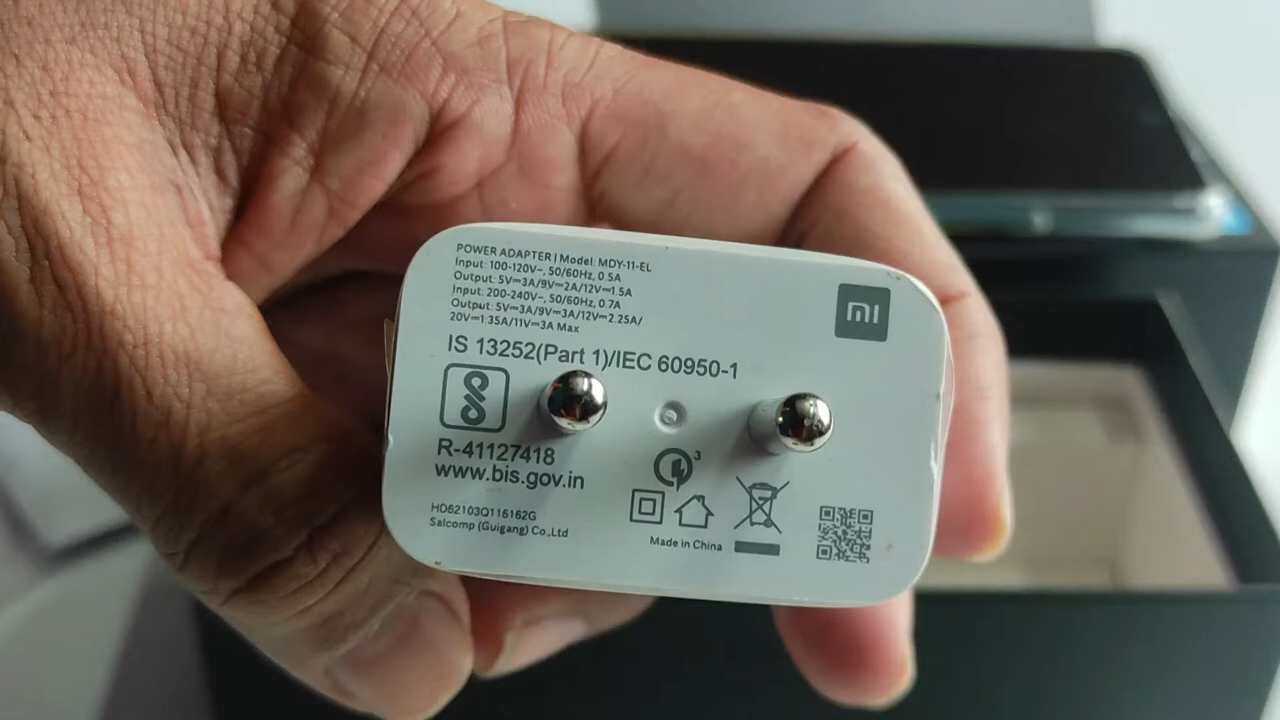 POWER ADAPTER | Model: MDY-11-EL
Input: 100-120V~, 50/60Hz, 0.5A
Output: 5V⎓3A/9V⎓2A/12V⎓1.5A
Input: 200-240V~, 50/60Hz, 0.7A
Output: 5V⎓3A/9V⎓3A/12V⎓2.25A/
20V⎓1.35A/11V⎓3A Max
mi
IS 13252(Part 1)/IEC 60950-1
R-41127418
www.bis.gov.in
3
HD62103Q116162G
Salcomp (Guigang) Co.,Ltd
Made in China